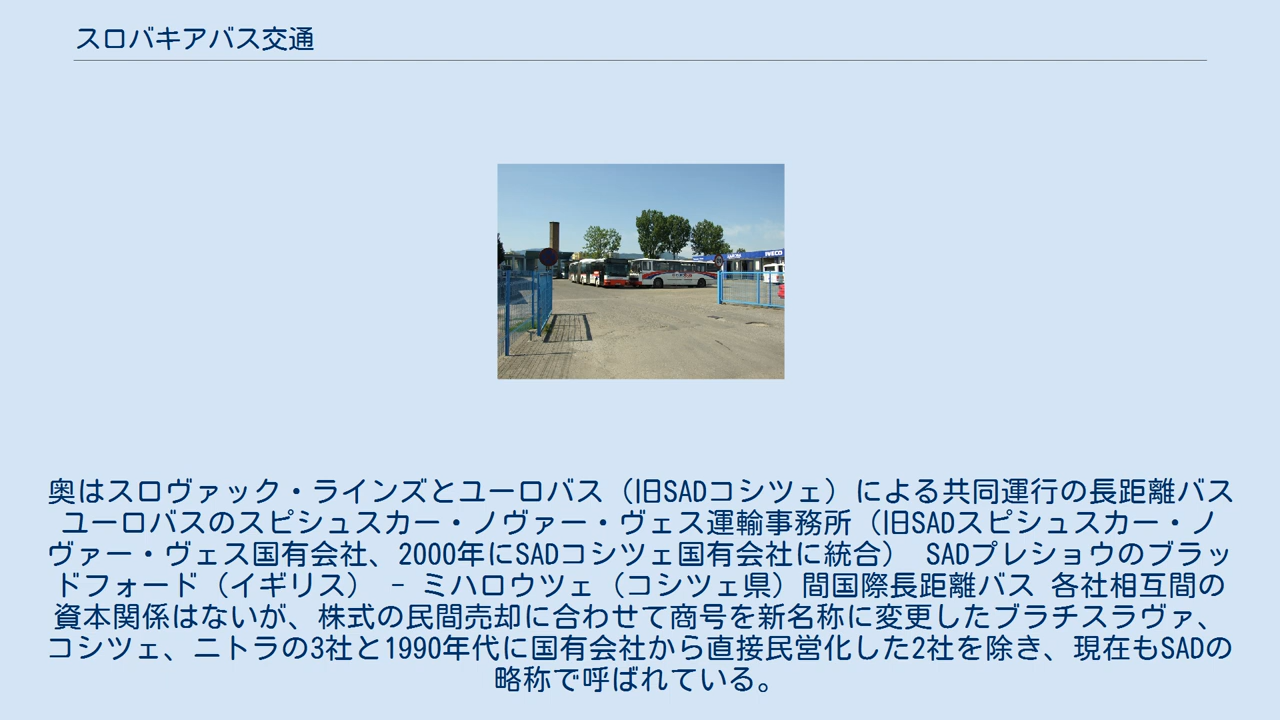 スロバキアバス交通
IVECO
奥はスロヴァック・ラインズとユーロバス（旧SADコシツェ）による共同運行の長距離バス
ユーロバスのスピシュスカー・ノヴァー・ヴェス運輸事務所（旧SADスピシュスカー・ノ
ヴァー・ヴェス国有会社、2000年にSADコシツェ国有会社に統合） SADプレショウのブラッ
ドフォード（イギリス） - ミハロウツェ（コシツェ県）間国際長距離バス 各社相互間の
資本関係はないが、株式の民間売却に合わせて商号を新名称に変更したブラチスラヴァ、
コシツェ、ニトラの3社と1990年代に国有会社から直接民営化した2社を除き、現在もSADの
略称で呼ばれている。